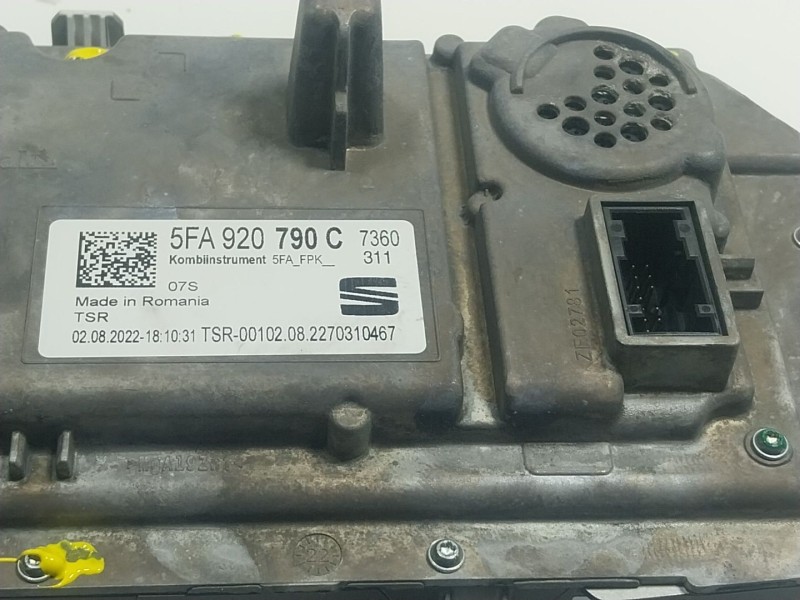 5FA 920 790 C 7360
Kombiinstrument 5FA_FPK__ 311
07S
Made in Romania
TSR
02.08.2022-18:10:31 TSR-00102.08.2270310467
ZF02781